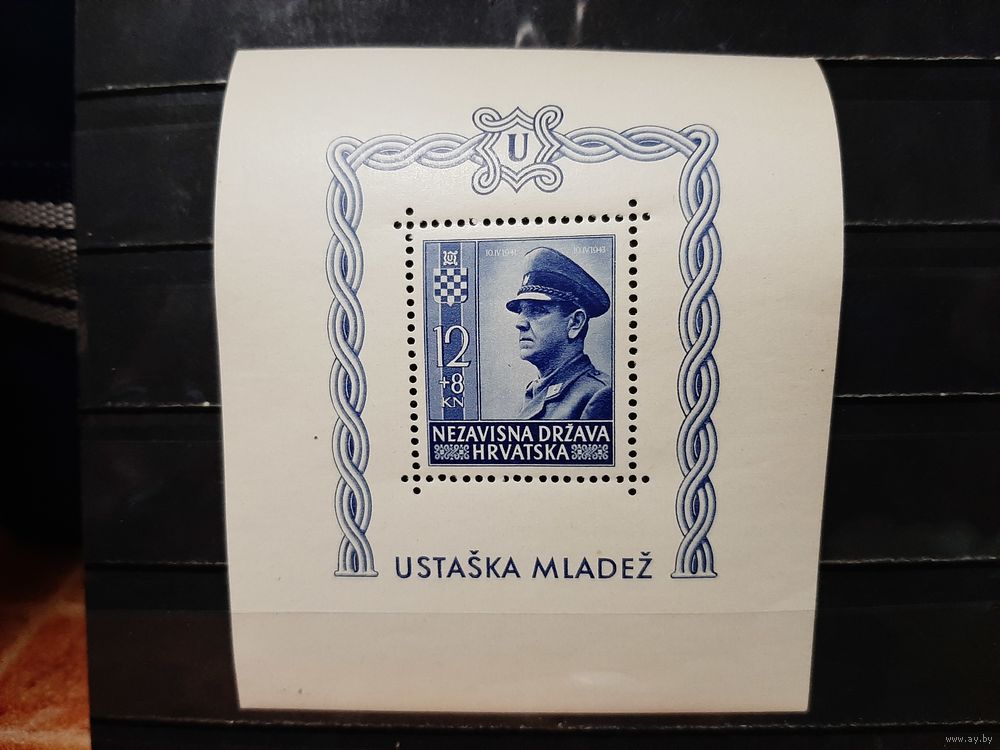 U
10.IV.1941 10.IV.1943
U
12
+8
KN
NEZAVISNA DRŽAVA
HRVATSKA
USTAŠKA MLADEŽ
www.ay.by